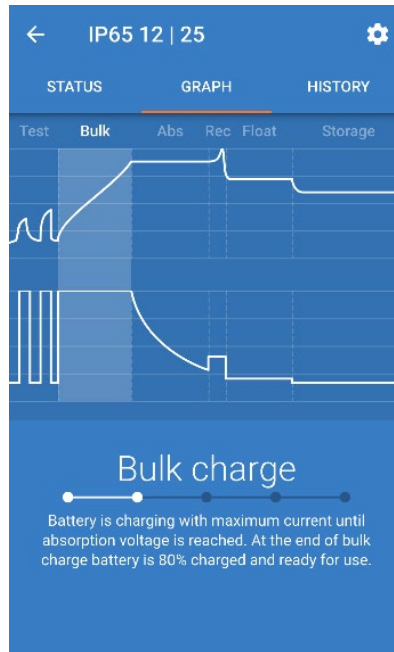 IP65 12 | 25
STATUS GRAPH HISTORY
Test Bulk Abs Rec Float Storage
Bulk charge
Battery is charging with maximum current until
absorption voltage is reached. At the end of bulk
charge battery is 80% charged and ready for use.